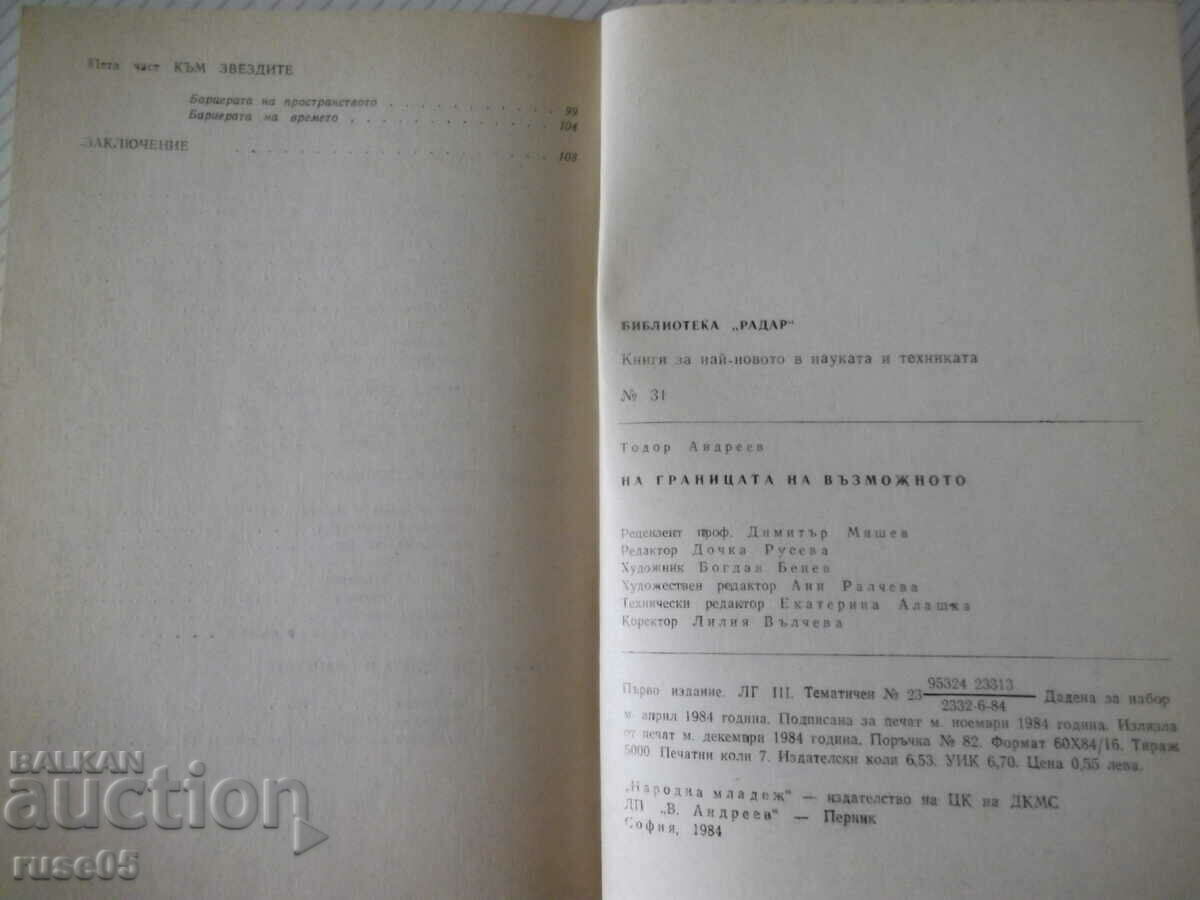 Пета част КЪМ ЗВЕЗДИТЕ
Бариерата на пространството . . . . . . . . . . . 99
Бариерата на времето . . . . . . . . . . . . . 104
ЗАКЛЮЧЕНИЕ . . . . . . . . . . . . . . . . . . 108
БИБЛИОТЕКА „РАДАР“
Книги за най-новото в науката и техниката
№ 31
Тодор Андреев
НА ГРАНИЦАТА НА ВЪЗМОЖНОТО
Рецензент проф. Димитър Мишев
Редактор Дочка Русева
Художник Богдан Бенев
Художествен редактор Ани Ралчева
Технически редактор Екатерина Алашка
Коректор Лилия Вълчева
Първо издание. ЛГ III. Тематичен № 23 95324 23313 / 2332-6-84 Дадена за набор
м. април 1984 година. Подписана за печат м. ноември 1984 година. Излязла
от печат м. декември 1984 година. Поръчка № 82. Формат 60X84/16. Тираж
5000 Печатни коли 7. Издателски коли 6,53. УИК 6,70. Цена 0,55 лева.
„Народна младеж“ — издателство на ЦК на ДКМС
ДП „В. Андреев“ — Перник
София, 1984
BALKAN
auction
ruse05